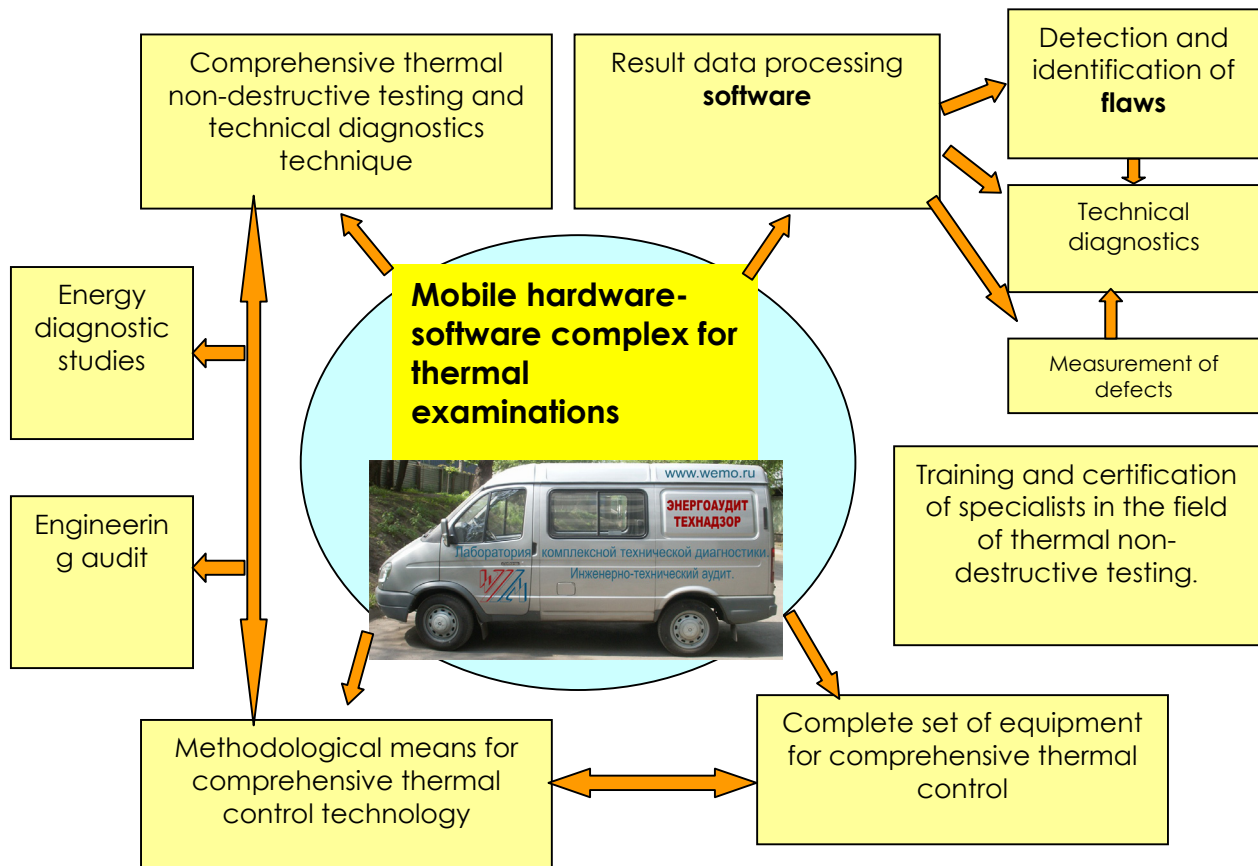 Comprehensive thermal
non-destructive testing and
technical diagnostics
technique
Result data processing
software
Detection and
identification of
flaws
Technical
diagnostics
Measurement of
defects
Energy
diagnostic
studies
Engineerin
g audit
Mobile hardware-
software complex for
thermal
examinations
www.wemo.ru
ЭНЕРГОАУДИТ
ТЕХНАДЗОР
Лаборатория комплексной технической диагностики.
Инженерно-технический аудит.
Training and certification
of specialists in the field
of thermal non-
destructive testing.
Methodological means for
comprehensive thermal
control technology
Complete set of equipment
for comprehensive thermal
control